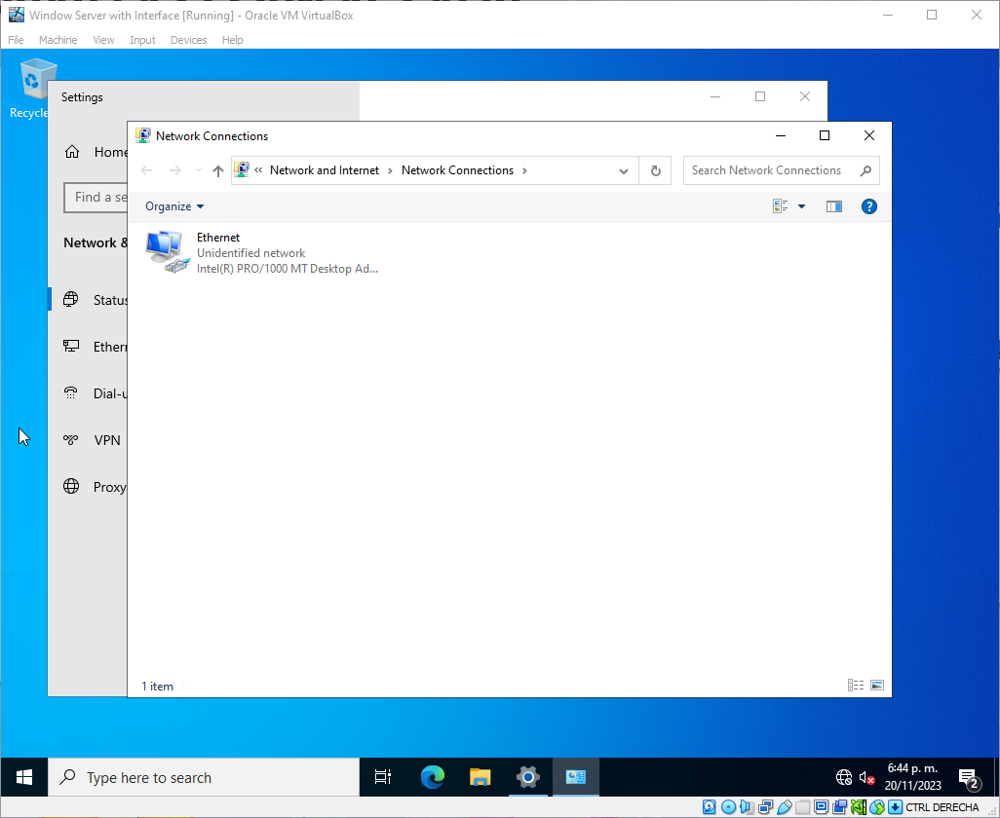 Window Server with Interface [Running] - Oracle VM VirtualBox
File Machine View Input Devices Help
Recycle
Settings
Network Connections
Home
« Network and Internet › Network Connections ›
Search Network Connections
Find a se
Organize
Network &
Ethernet
Unidentified network
Intel(R) PRO/1000 MT Desktop Ad...
Status
Ethern
Dial-u
VPN
Proxy
1 item
Type here to search
6:44 p. m.
20/11/2023
2
CTRL DERECHA